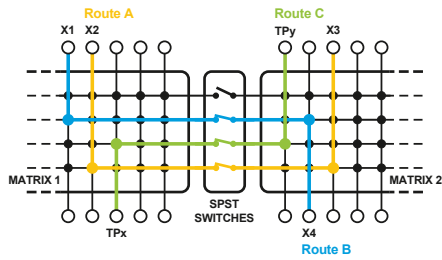 Route A
Route C
X1 X2 TPy X3
MATRIX 1
SPST
SWITCHES
MATRIX 2
TPx
X4
Route B